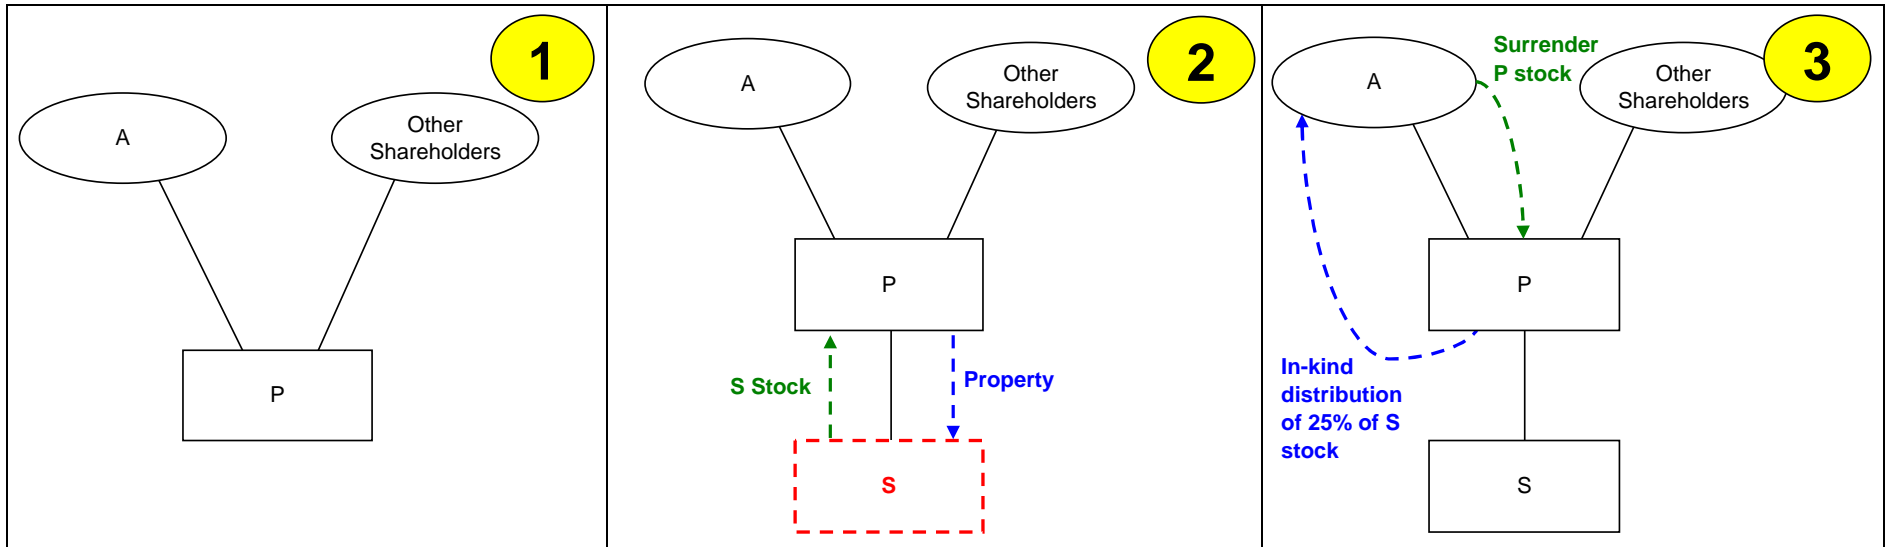 1
A
Other
Shareholders
P
2
A
Other
Shareholders
P
S Stock
Property
S
3
Surrender
P stock
A
Other
Shareholders
P
In-kind
distribution
of 25% of S
stock
S